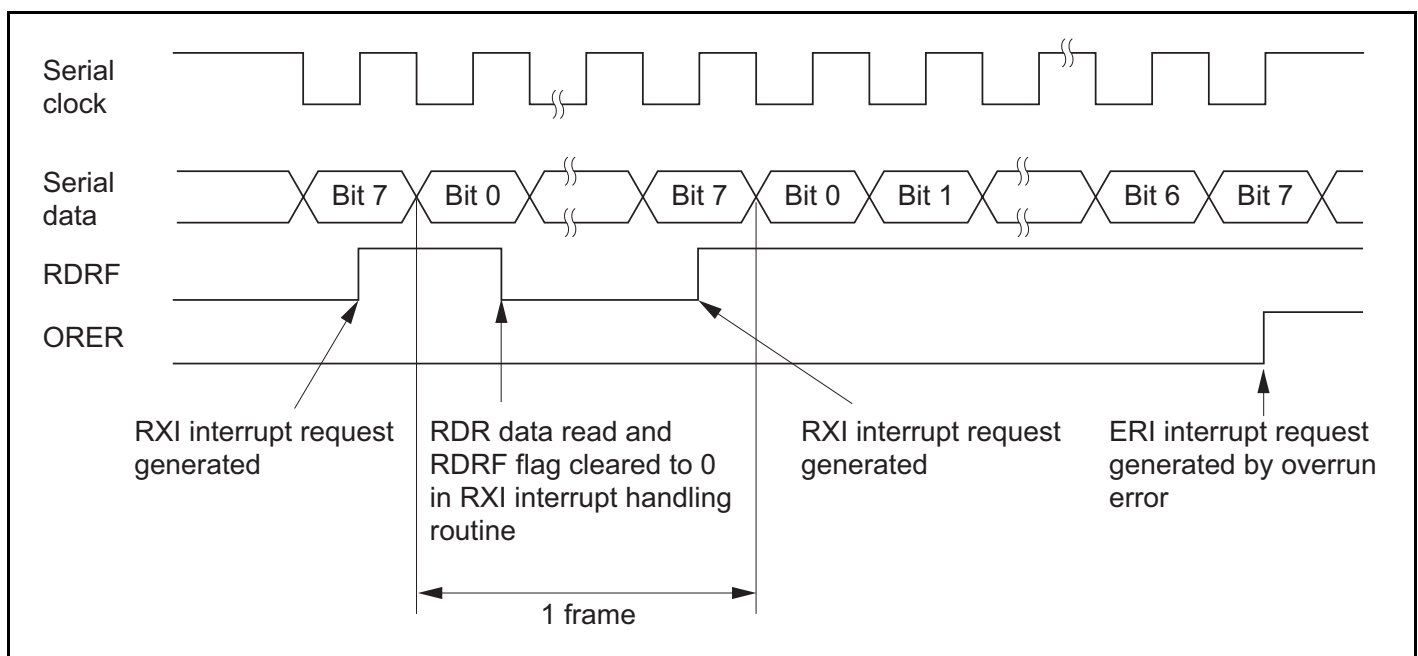 Serial
clock
Serial
data
Bit 7
Bit 0
Bit 7
Bit 0
Bit 1
Bit 6
Bit 7
RDRF
ORER
RXI interrupt request
generated
RDR data read and
RDRF flag cleared to 0
in RXI interrupt handling
routine
RXI interrupt request
generated
ERI interrupt request
generated by overrun
error
1 frame